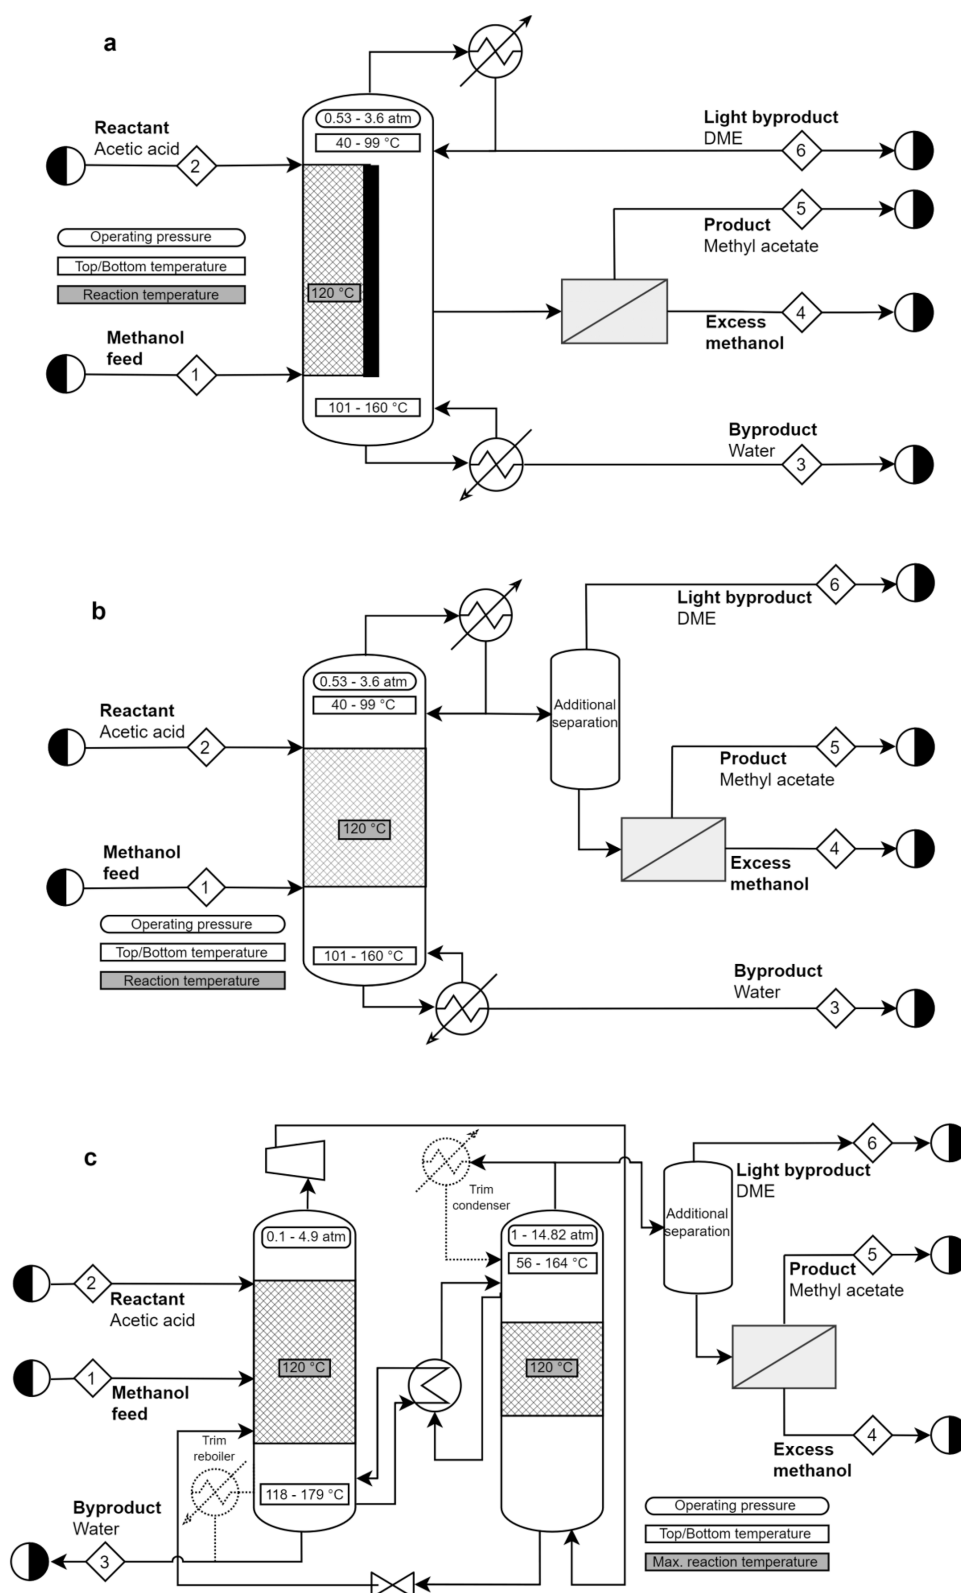 a
0.53 - 3.6 atm
40 - 99 °C
Reactant
Acetic acid
2
Light byproduct
DME
6
5
Product
Methyl acetate
Operating pressure
Top/Bottom temperature
Reaction temperature
120 °C
Methanol
feed
1
4
Excess
methanol
101 - 160 °C
Byproduct
Water
3
b
6
Light byproduct
DME
0.53 - 3.6 atm
40 - 99 °C
Additional
separation
Reactant
Acetic acid
2
5
Product
Methyl acetate
120 °C
Methanol
feed
1
4
Excess
methanol
Operating pressure
Top/Bottom temperature
Reaction temperature
101 - 160 °C
Byproduct
Water
3
c
6
Light byproduct
DME
Trim
condenser
0.1 - 4.9 atm
1 - 14.82 atm
56 - 164 °C
Additional
separation
2
Reactant
Acetic acid
5
Product
Methyl acetate
120 °C
120 °C
1
Methanol
feed
4
Excess
methanol
Trim
reboiler
118 - 179 °C
Byproduct
Water
3
Operating pressure
Top/Bottom temperature
Max. reaction temperature